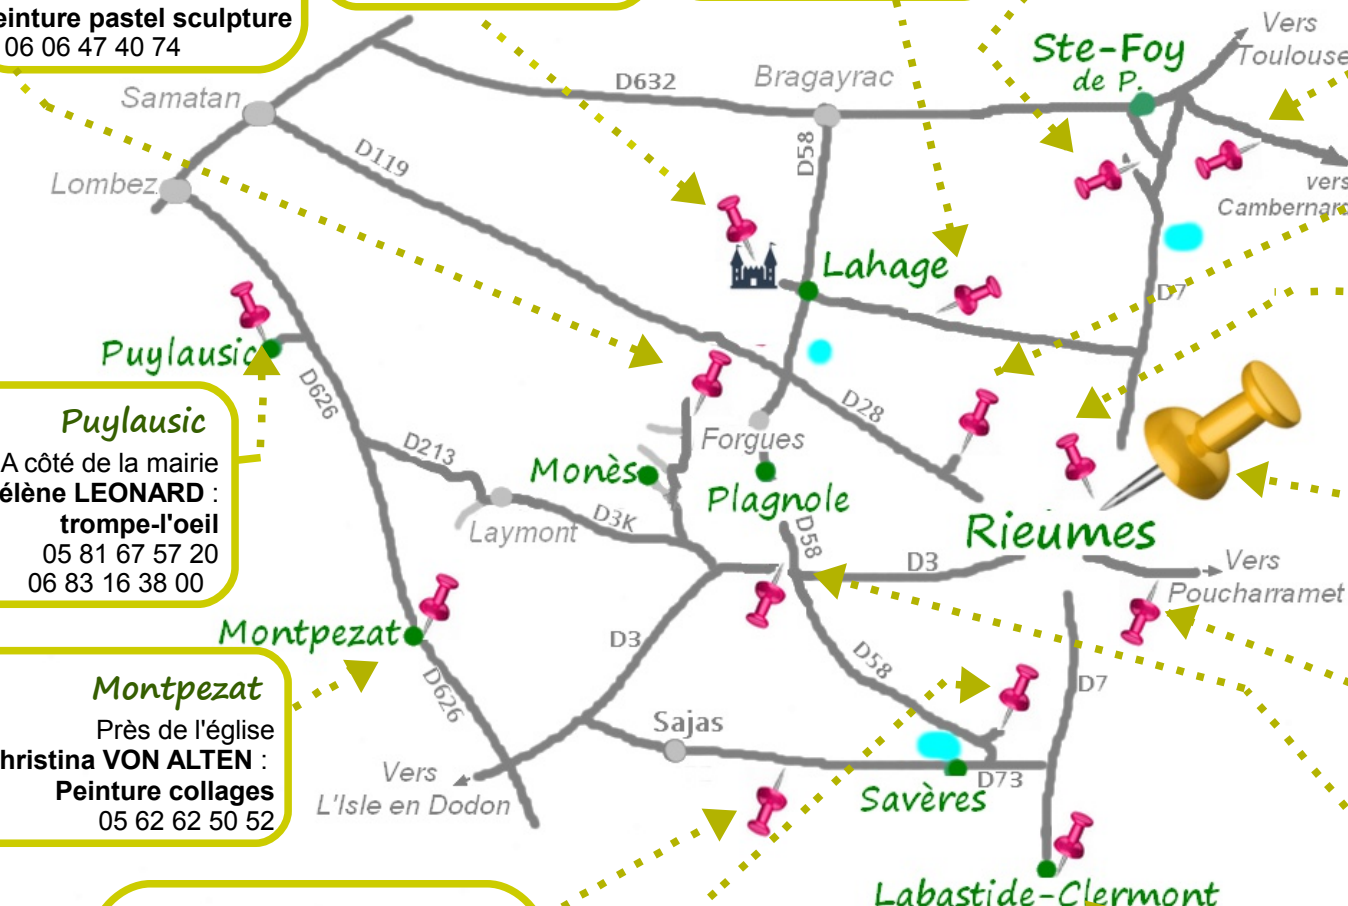 peinture pastel sculpture
06 06 47 40 74
Vers
Toulouse
Ste-Foy
de P.
Bragayrac
D632
Samatan
D119
D58
Lombez
vers
Cambernard
Lahage
D7
Puylausic
D626
D28
Puylausic
A côté de la mairie
Hélène LEONARD :
trompe-l'oeil
05 81 67 57 20
06 83 16 38 00
D213
Forgues
Monès
Plagnole
Laymont
D3K
D58
Rieumes
D3
Vers
Poucharramet
Montpezat
D3
D58
D626
D7
Montpezat
Près de l'église
Christina VON ALTEN :
Peinture collages
05 62 62 50 52
Sajas
Vers
L'Isle en Dodon
D73
Savères
Labastide-Clermont